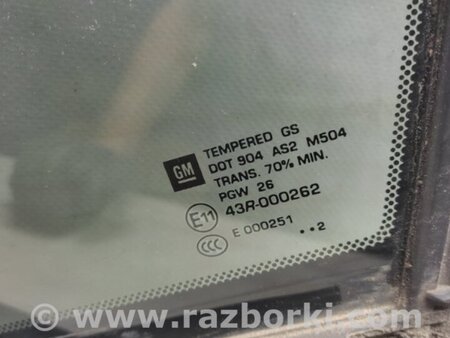 TEMPERED GS
GM DOT 904 AS2 M504
TRANS. 70% MIN.
PGW 26
E11 43R-000262
CCC E 000251 ..2
www.razborki.com